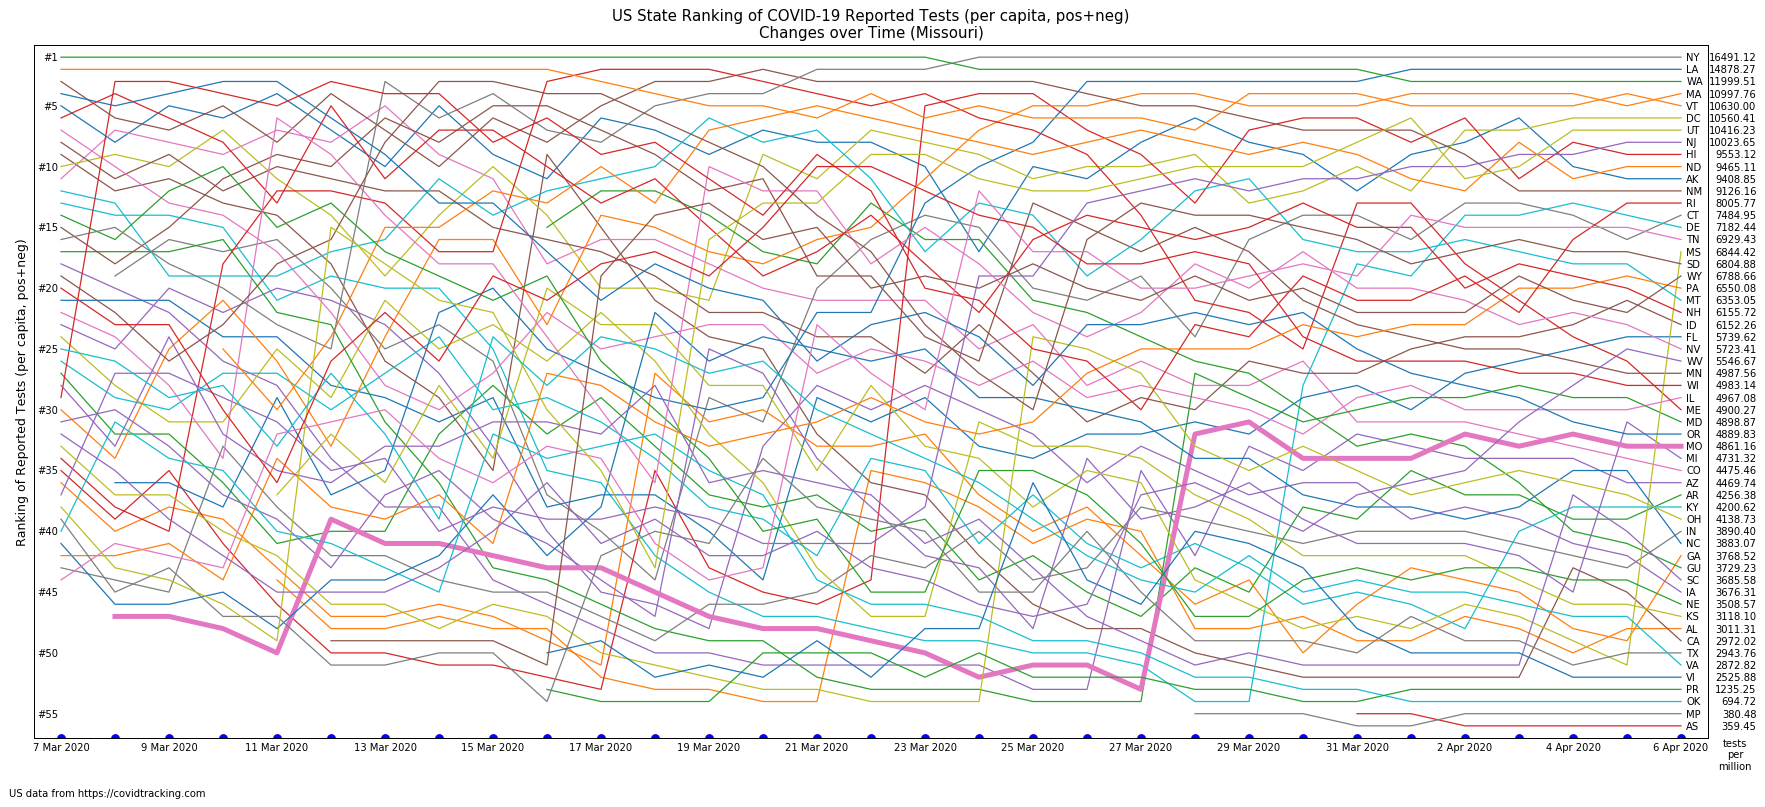 US State Ranking of COVID-19 Reported Tests (per capita, pos+neg)
Changes over Time (Missouri)
Ranking of Reported Tests (per capita, pos+neg)
#1
#5
#10
#15
#20
#25
#30
#35
#40
#45
#50
#55
NY 16491.12
LA 14878.27
WA 11999.51
MA 10997.76
VT 10630.00
DC 10560.41
UT 10416.23
NJ 10023.65
HI 9553.12
ND 9465.11
AK 9408.85
NM 9126.16
RI 8005.77
CT 7484.95
DE 7182.44
TN 6929.43
MS 6844.42
SD 6804.88
WY 6788.66
PA 6550.08
MT 6353.05
NH 6155.72
ID 6152.26
FL 5739.62
NV 5723.41
WV 5546.67
MN 4987.56
WI 4983.14
IL 4967.08
ME 4900.27
MD 4898.87
OR 4889.83
MO 4861.16
MI 4731.32
CO 4475.46
AZ 4469.74
AR 4256.38
KY 4200.62
OH 4138.73
IN 3890.40
NC 3883.07
GA 3768.52
GU 3729.23
SC 3685.58
IA 3676.31
NE 3508.57
KS 3118.10
AL 3011.31
CA 2972.02
TX 2943.76
VA 2872.82
VI 2525.88
PR 1235.25
OK 694.72
MP 380.48
AS 359.45
7 Mar 2020 9 Mar 2020 11 Mar 2020 13 Mar 2020 15 Mar 2020 17 Mar 2020 19 Mar 2020 21 Mar 2020 23 Mar 2020 25 Mar 2020 27 Mar 2020 29 Mar 2020 31 Mar 2020 2 Apr 2020 4 Apr 2020 6 Apr 2020
tests
per
million
US data from https://covidtracking.com